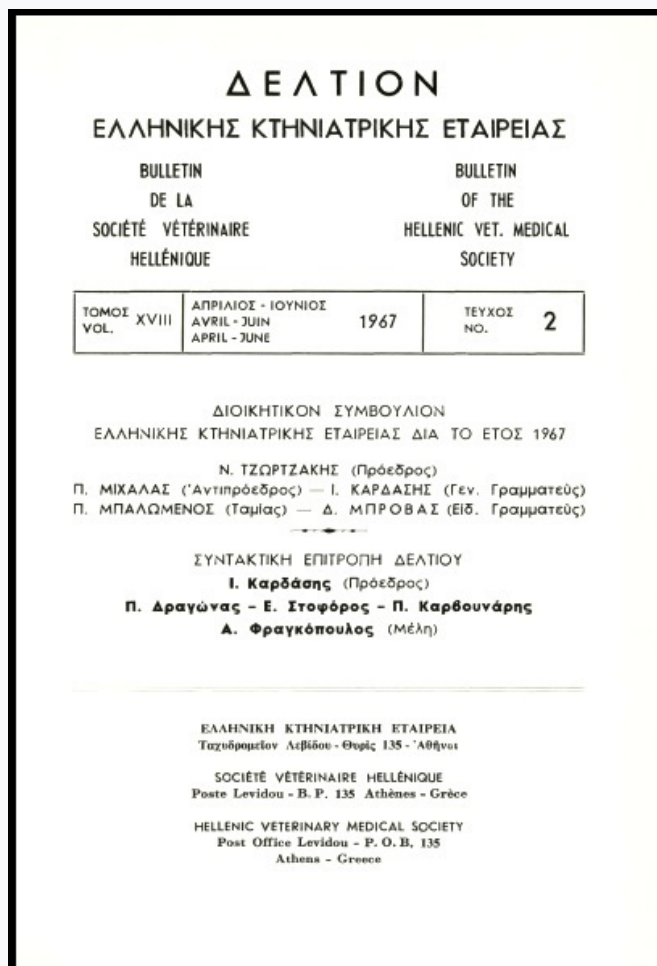 ΔΕΛΤΙΟΝ
ΕΛΛΗΝΙΚΗΣ ΚΤΗΝΙΑΤΡΙΚΗΣ ΕΤΑΙΡΕΙΑΣ
BULLETIN
DE LA
SOCIÉTÉ VÉTÉRINAIRE
HELLÉNIQUE
BULLETIN
OF THE
HELLENIC VET. MEDICAL
SOCIETY
ΤΟΜΟΣ
VOL. XVIII
ΑΠΡΙΛΙΟΣ - ΙΟΥΝΙΟΣ
AVRIL - JUIN
APRIL - JUNE
1967
ΤΕΥΧΟΣ
NO. 2
ΔΙΟΙΚΗΤΙΚΟΝ ΣΥΜΒΟΥΛΙΟΝ
ΕΛΛΗΝΙΚΗΣ ΚΤΗΝΙΑΤΡΙΚΗΣ ΕΤΑΙΡΕΙΑΣ ΔΙΑ ΤΟ ΕΤΟΣ 1967
Ν. ΤΖΩΡΤΖΑΚΗΣ (Πρόεδρος)
Π. ΜΙΧΑΛΑΣ (Ἀντιπρόεδρος) — Ι. ΚΑΡΔΑΣΗΣ (Γεν. Γραμματεὺς)
Π. ΜΠΑΛΩΜΕΝΟΣ (Ταμίας) — Δ. ΜΠΡΟΒΑΣ (Εἰδ. Γραμματεὺς)
ΣΥΝΤΑΚΤΙΚΗ ΕΠΙΤΡΟΠΗ ΔΕΛΤΙΟΥ
Ι. Καρδάσης (Πρόεδρος)
Π. Δραγώνας - Ε. Στοφόρος - Π. Καρβουνάρης
Α. Φραγκόπουλος (Μέλη)
ΕΛΛΗΝΙΚΗ ΚΤΗΝΙΑΤΡΙΚΗ ΕΤΑΙΡΕΙΑ
Ταχυδρομεῖον Λεβίδου - Θυρὶς 135 - Ἀθῆναι
SOCIÉTÉ VÉTÉRINAIRE HELLÉNIQUE
Poste Levidou - B. P. 135 Athènes - Grèce
HELLENIC VETERINARY MEDICAL SOCIETY
Post Office Levidou - P. O. B, 135
Athens - Greece